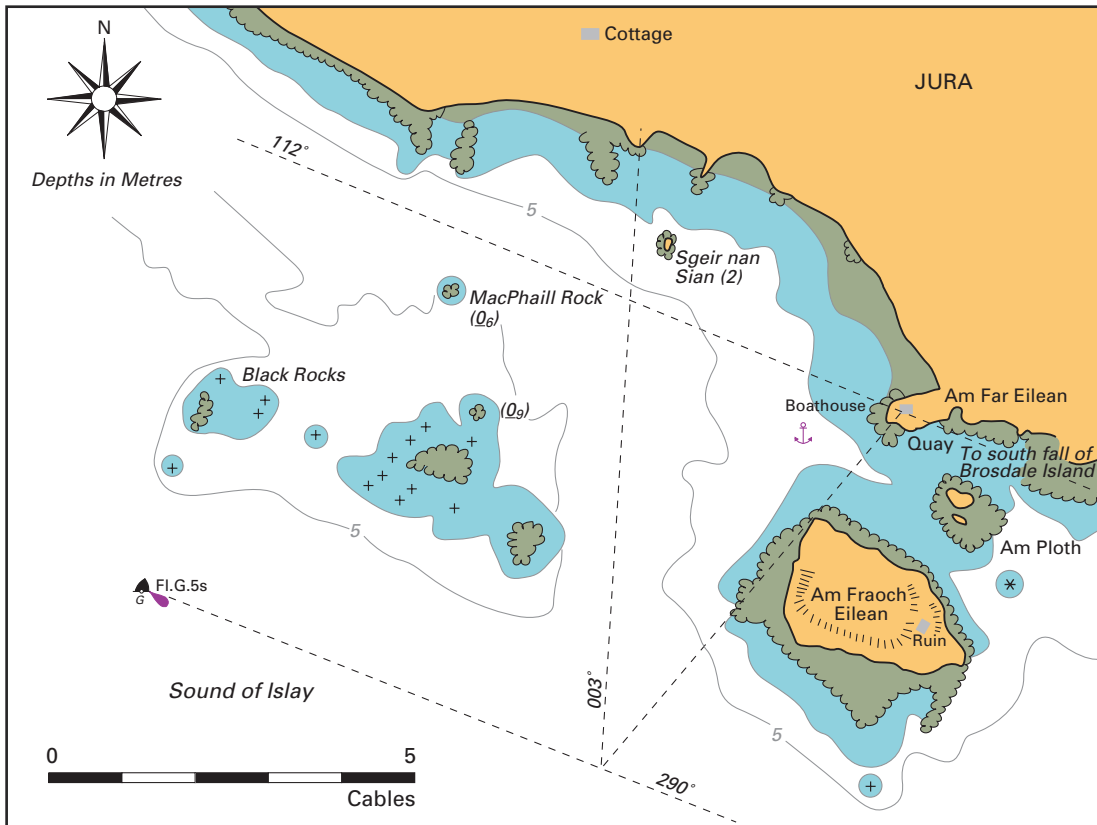 Cottage
N
JURA
112°
Depths in Metres
5
Sgeir nan
Sian (2)
MacPhaill Rock
(0₆)
Black Rocks
(0₉)
Am Far Eilean
Boathouse
Quay
To south fall of
Brosdale Island
5
Am Ploth
Fl.G.5s
G
Am Fraoch
Eilean
Ruin
003°
Sound of Islay
5
0
5
290°
Cables